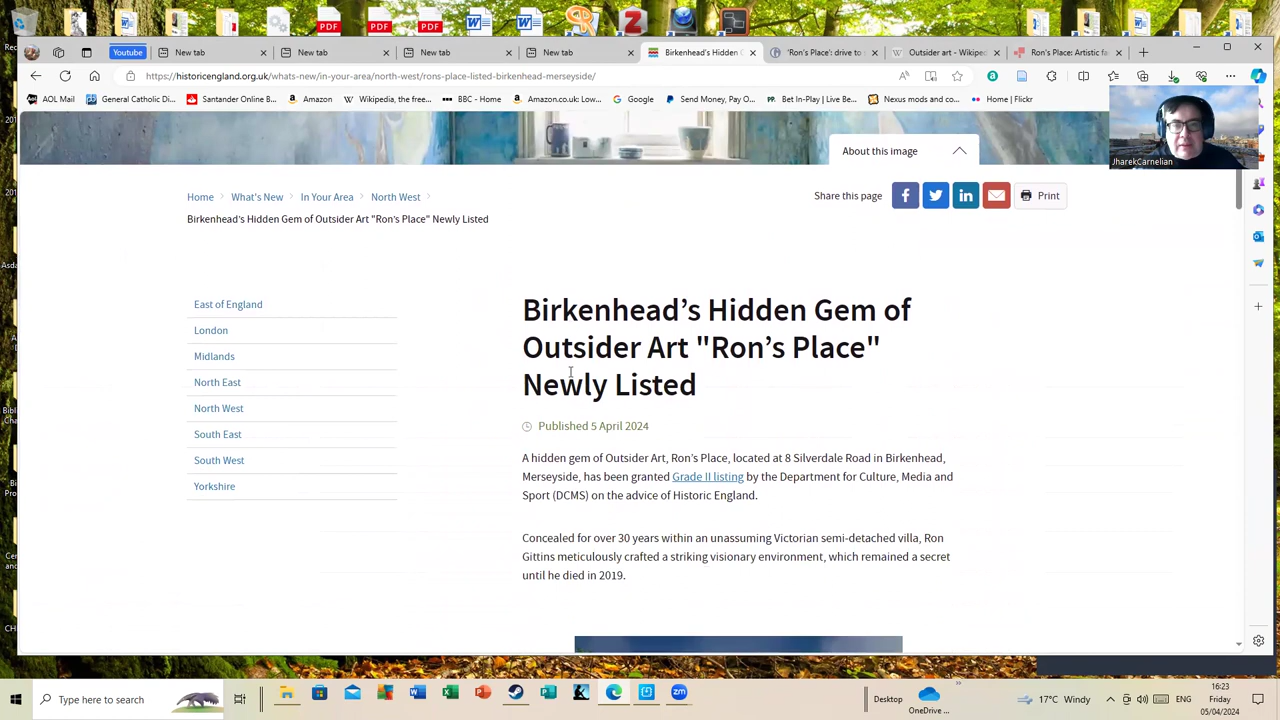 PDF
PDF
PDF
Youtube
New tab
New tab
New tab
New tab
Birkenhead's Hidden G
'Ron's Place': drive to s
Outsider art - Wikiped
Ron's Place: Artistic fa
https://historicengland.org.uk/whats-new/in-your-area/north-west/rons-place-listed-birkenhead-merseyside/
AOL Mail
General Catholic Di...
Santander Online B...
Amazon
Wikipedia, the free...
BBC - Home
Amazon.co.uk: Low...
Google
Send Money, Pay O...
Bet In-Play | Live Be...
Nexus mods and co...
Home | Flickr
JharekCarnelian
About this image
Home
What's New
In Your Area
North West
Share this page
Print
Birkenhead's Hidden Gem of Outsider Art "Ron's Place" Newly Listed
East of England
London
Midlands
North East
North West
South East
South West
Yorkshire
Birkenhead's Hidden Gem of
Outsider Art "Ron's Place"
Newly Listed
Published 5 April 2024
A hidden gem of Outsider Art, Ron's Place, located at 8 Silverdale Road in Birkenhead,
Merseyside, has been granted Grade II listing by the Department for Culture, Media and
Sport (DCMS) on the advice of Historic England.
Concealed for over 30 years within an unassuming Victorian semi-detached villa, Ron
Gittins meticulously crafted a striking visionary environment, which remained a secret
until he died in 2019.
Type here to search
Desktop
OneDrive ...
17°C Windy
ENG
16:23
Friday
05/04/2024